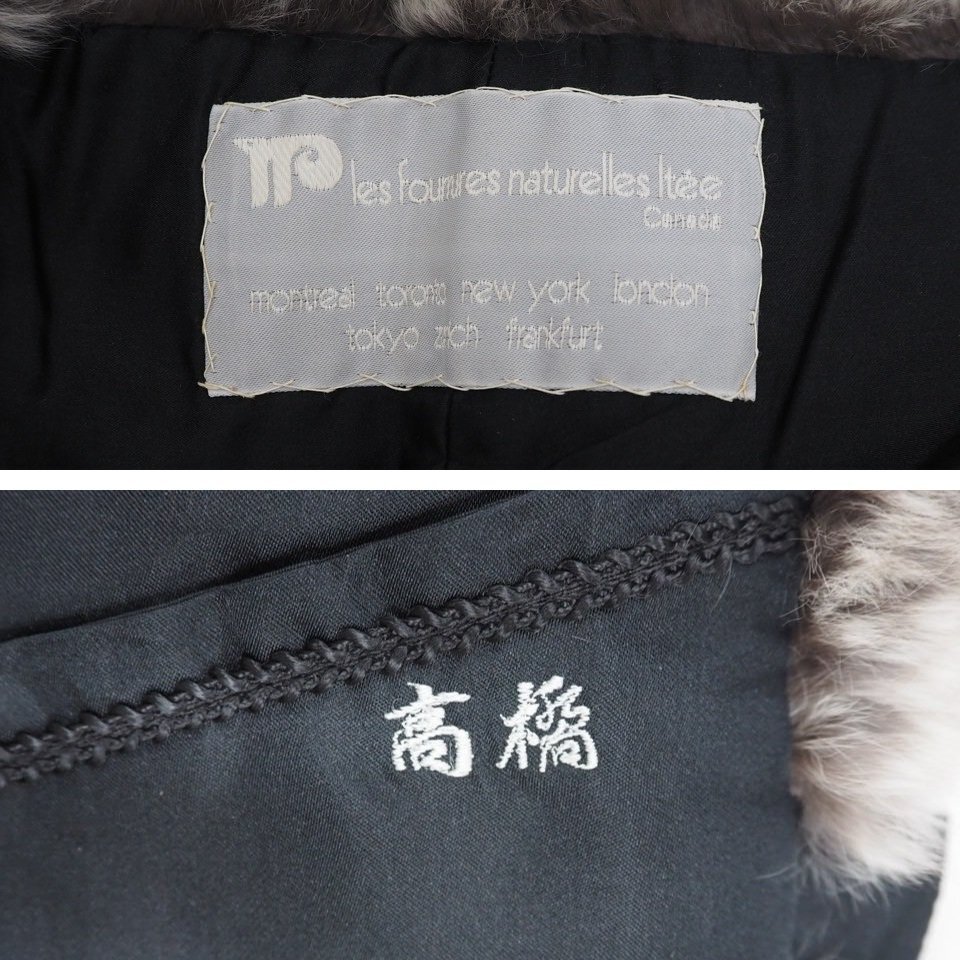 les fourrures naturelles ltée
Canada
montreal toronto new york london
tokyo zurich frankfurt
高橋